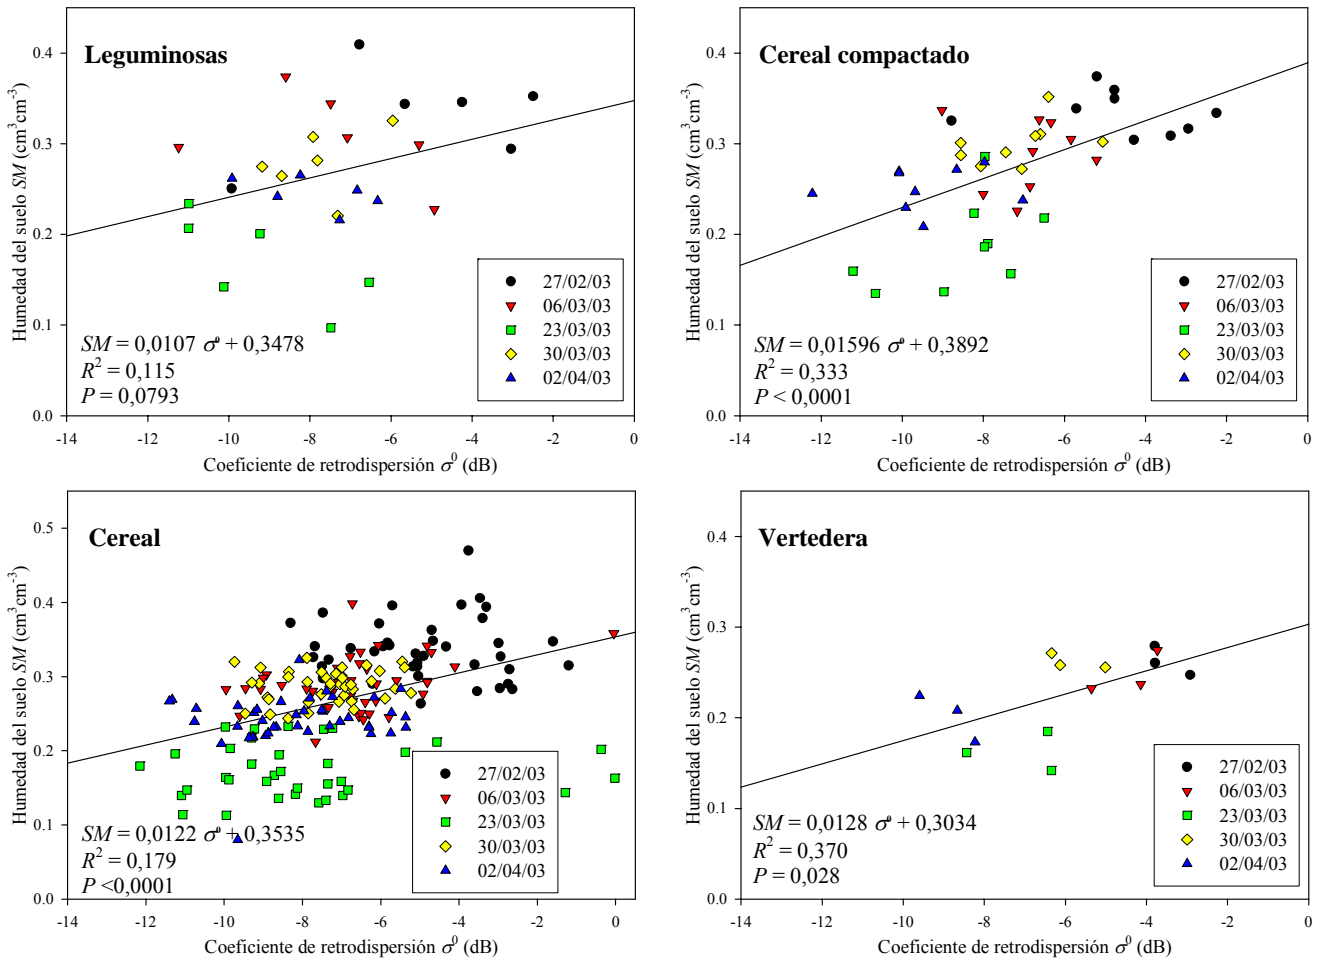 Leguminosas
Humedad del suelo SM (cm³cm⁻³)
0.4
0.3
0.2
0.1
0.0
27/02/03
06/03/03
23/03/03
30/03/03
02/04/03
SM = 0,0107 σ⁰ + 0,3478
R² = 0,115
P = 0,0793
-14 -12 -10 -8 -6 -4 -2 0
Coeficiente de retrodispersión σ⁰ (dB)
Cereal compactado
Humedad del suelo SM (cm³cm⁻³)
0.4
0.3
0.2
0.1
0.0
27/02/03
06/03/03
23/03/03
30/03/03
02/04/03
SM = 0,01596 σ⁰ + 0,3892
R² = 0,333
P < 0,0001
-14 -12 -10 -8 -6 -4 -2 0
Coeficiente de retrodispersión σ⁰ (dB)
Cereal
Humedad del suelo SM (cm³cm⁻³)
0.5
0.4
0.3
0.2
0.1
0.0
27/02/03
06/03/03
23/03/03
30/03/03
02/04/03
SM = 0,0122 σ⁰ + 0,3535
R² = 0,179
P <0,0001
-14 -12 -10 -8 -6 -4 -2 0
Coeficiente de retrodispersión σ⁰ (dB)
Vertedera
Humedad del suelo SM (cm³cm⁻³)
0.4
0.3
0.2
0.1
0.0
27/02/03
06/03/03
23/03/03
30/03/03
02/04/03
SM = 0,0128 σ⁰ + 0,3034
R² = 0,370
P = 0,028
-14 -12 -10 -8 -6 -4 -2 0
Coeficiente de retrodispersión σ⁰ (dB)